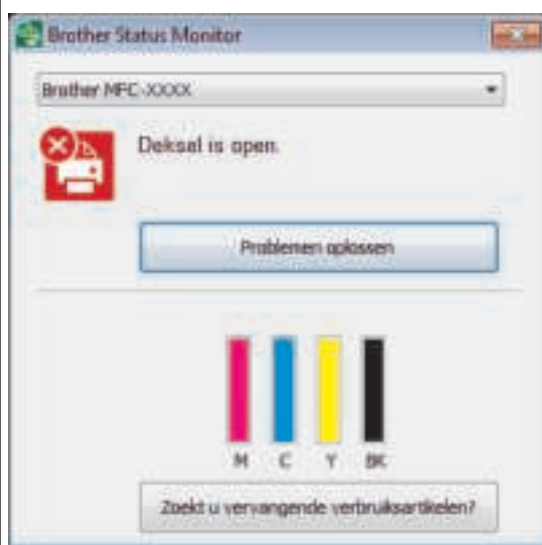 Brother Status Monitor
Brother MFC-XXXX
Deksel is open.
Problemen oplossen
M C Y BK
Zoekt u vervangende verbruiksartikelen?